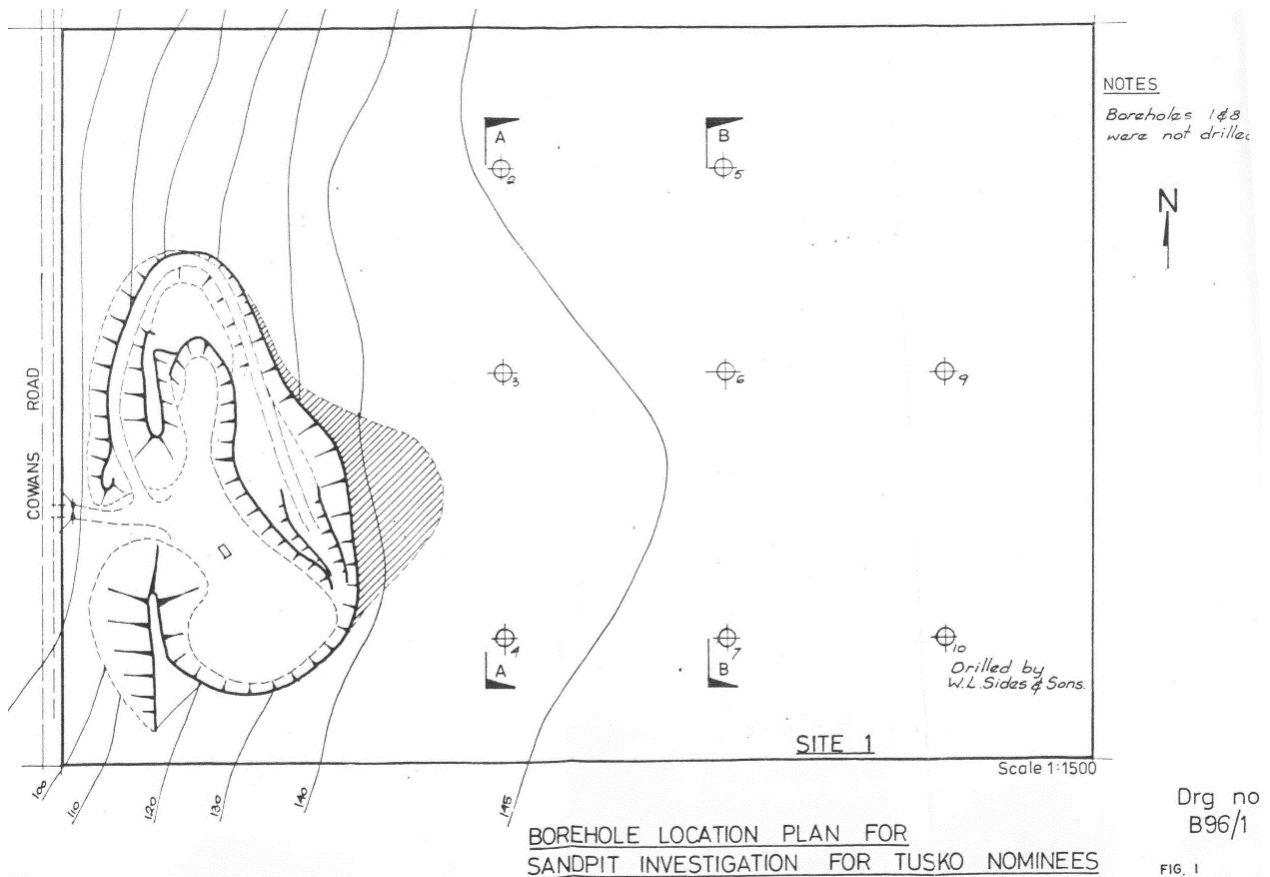 NOTES
Boreholes 1&8
were not drilled
N
A
B
2
5
COWANS ROAD
3
6
9
4
7
10
Drilled by
W.L. Sides & Sons.
A
B
SITE 1
Scale 1:1500
100
110
120
130
140
145
BOREHOLE LOCATION PLAN FOR
SANDPIT INVESTIGATION FOR TUSKO NOMINEES
Drg no
B96/1
FIG. 1